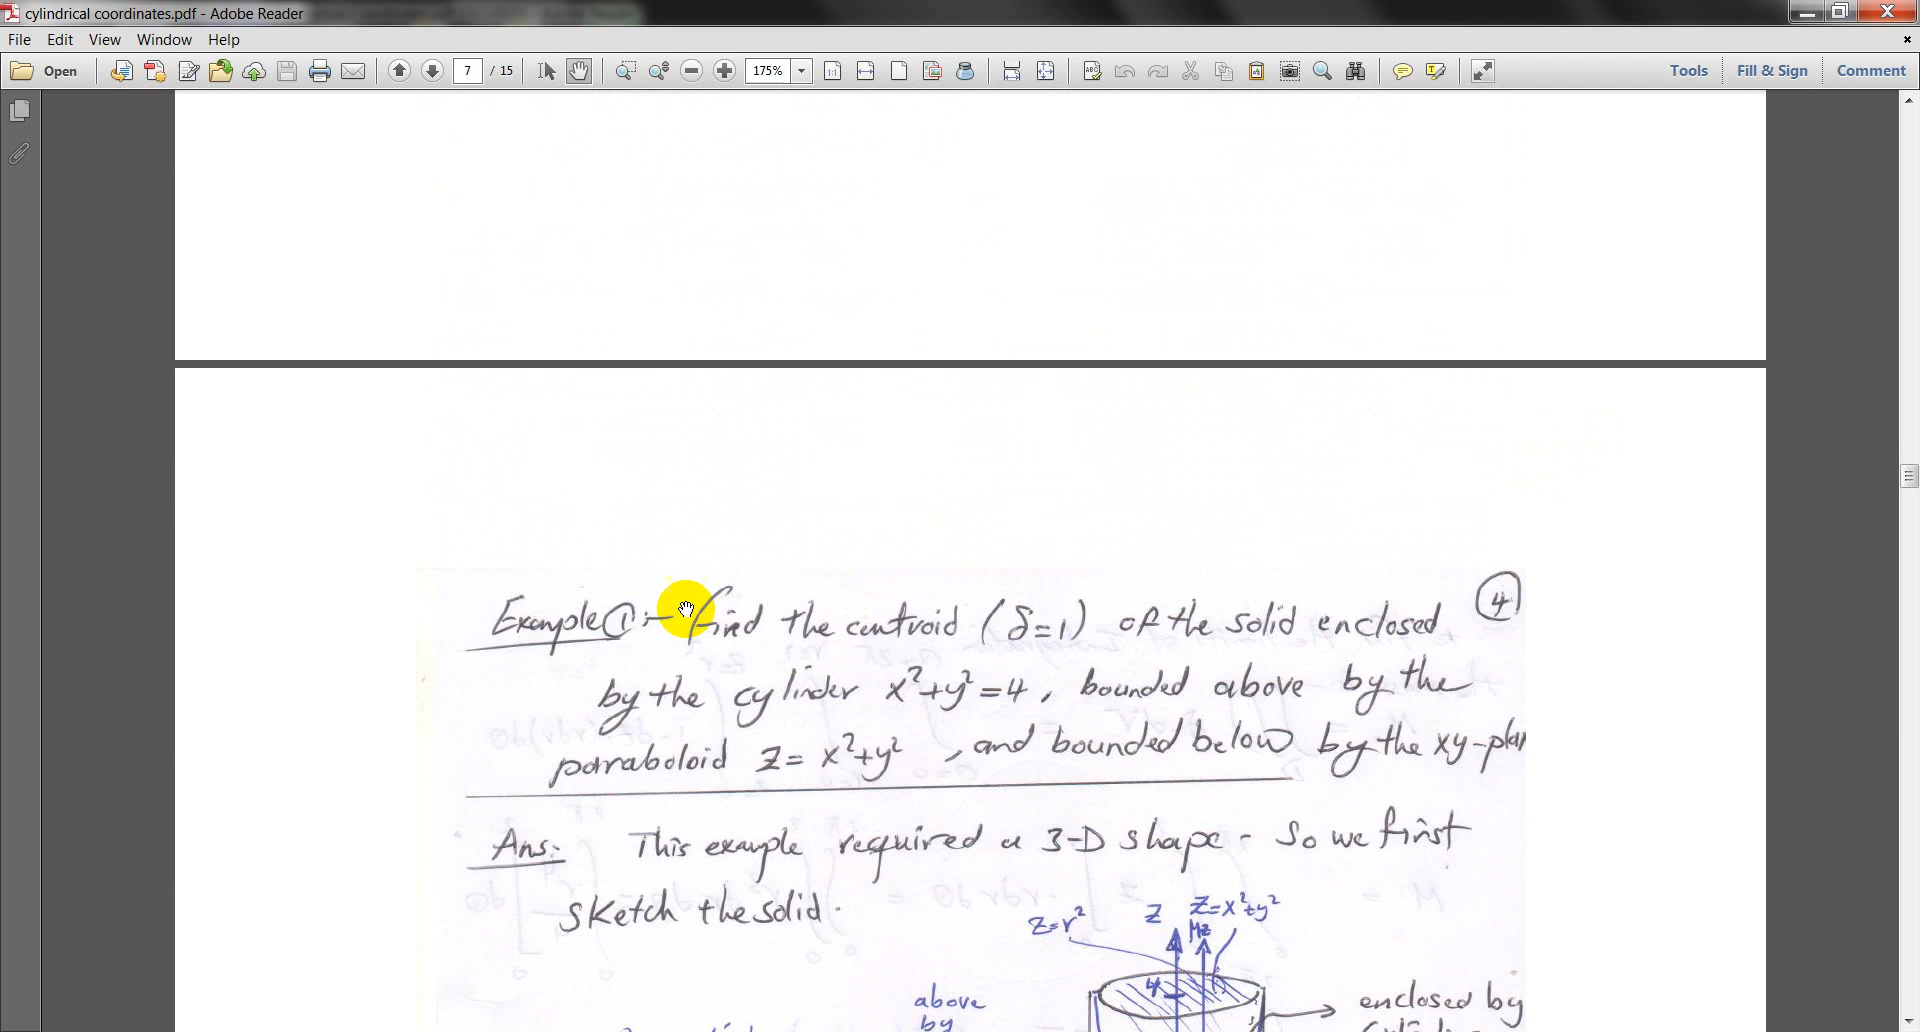 cylindrical coordinates.pdf - Adobe Reader
File Edit View Window Help
Open 7 / 15 175% Tools Fill & Sign Comment
Example ① :- find the centroid (δ=1) of the solid enclosed ④
by the cylinder x²+y²=4, bounded above by the
paraboloid z= x²+y² , and bounded below by the xy-plan
Ans:- This example required a 3-D shape - So we first
sketch the solid.
z=r² z z=x²+y²
Mz
4
above
by
enclosed by